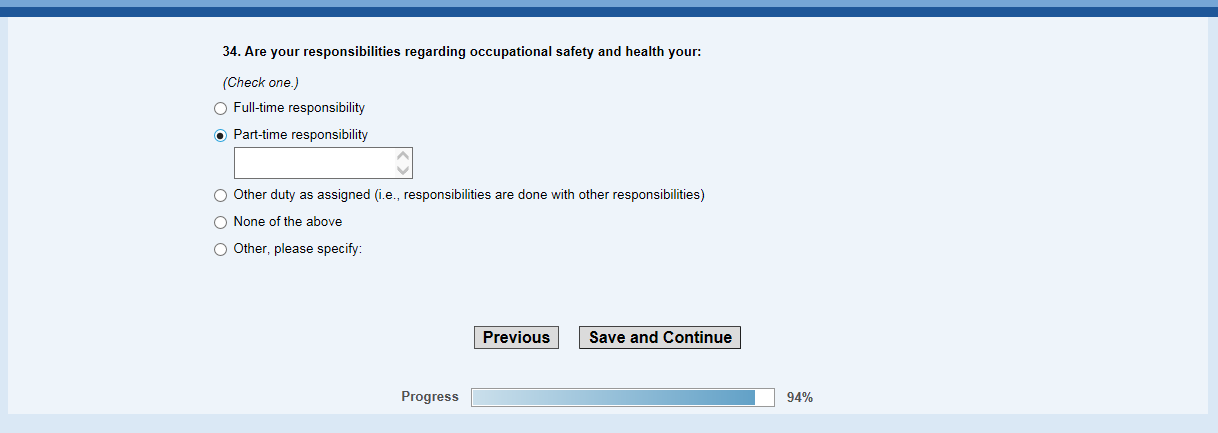 34. Are your responsibilities regarding occupational safety and health your:
(Check one.)
Full-time responsibility
Part-time responsibility
Other duty as assigned (i.e., responsibilities are done with other responsibilities)
None of the above
Other, please specify:
Previous Save and Continue
Progress 94%